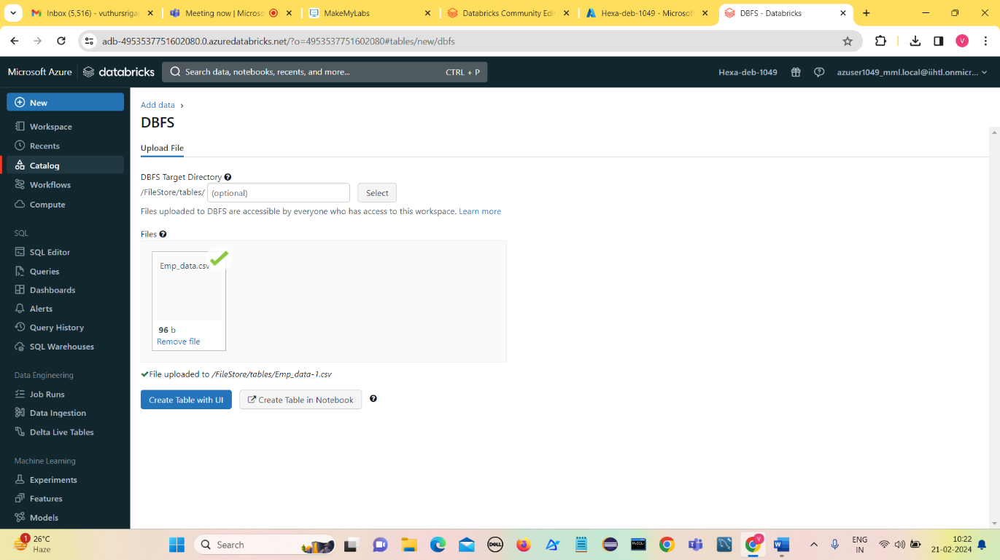 Inbox (5,516) - vuthursrigar
Meeting now | Microso
MakeMyLabs
Databricks Community Edi
Hexa-deb-1049 - Microsof
DBFS - Databricks
adb-4953537751602080.0.azuredatabricks.net/?o=4953537751602080#tables/new/dbfs
V
Microsoft Azure
databricks
Search data, notebooks, recents, and more...
CTRL + P
Hexa-deb-1049
azuser1049_mml.local@iihtl.onmicr...
New
Workspace
Recents
Catalog
Workflows
Compute
SQL
SQL Editor
Queries
Dashboards
Alerts
Query History
SQL Warehouses
Data Engineering
Job Runs
Data Ingestion
Delta Live Tables
Machine Learning
Experiments
Features
Models
Add data ›
DBFS
Upload File
DBFS Target Directory
/FileStore/tables/ (optional) Select
Files uploaded to DBFS are accessible by everyone who has access to this workspace. Learn more
Files
Emp_data.csv
96 b
Remove file
File uploaded to /FileStore/tables/Emp_data-1.csv
Create Table with UI
Create Table in Notebook
1
26°C
Haze
Search
DELL
MySQL
V
W
ENG
IN
10:22
21-02-2024